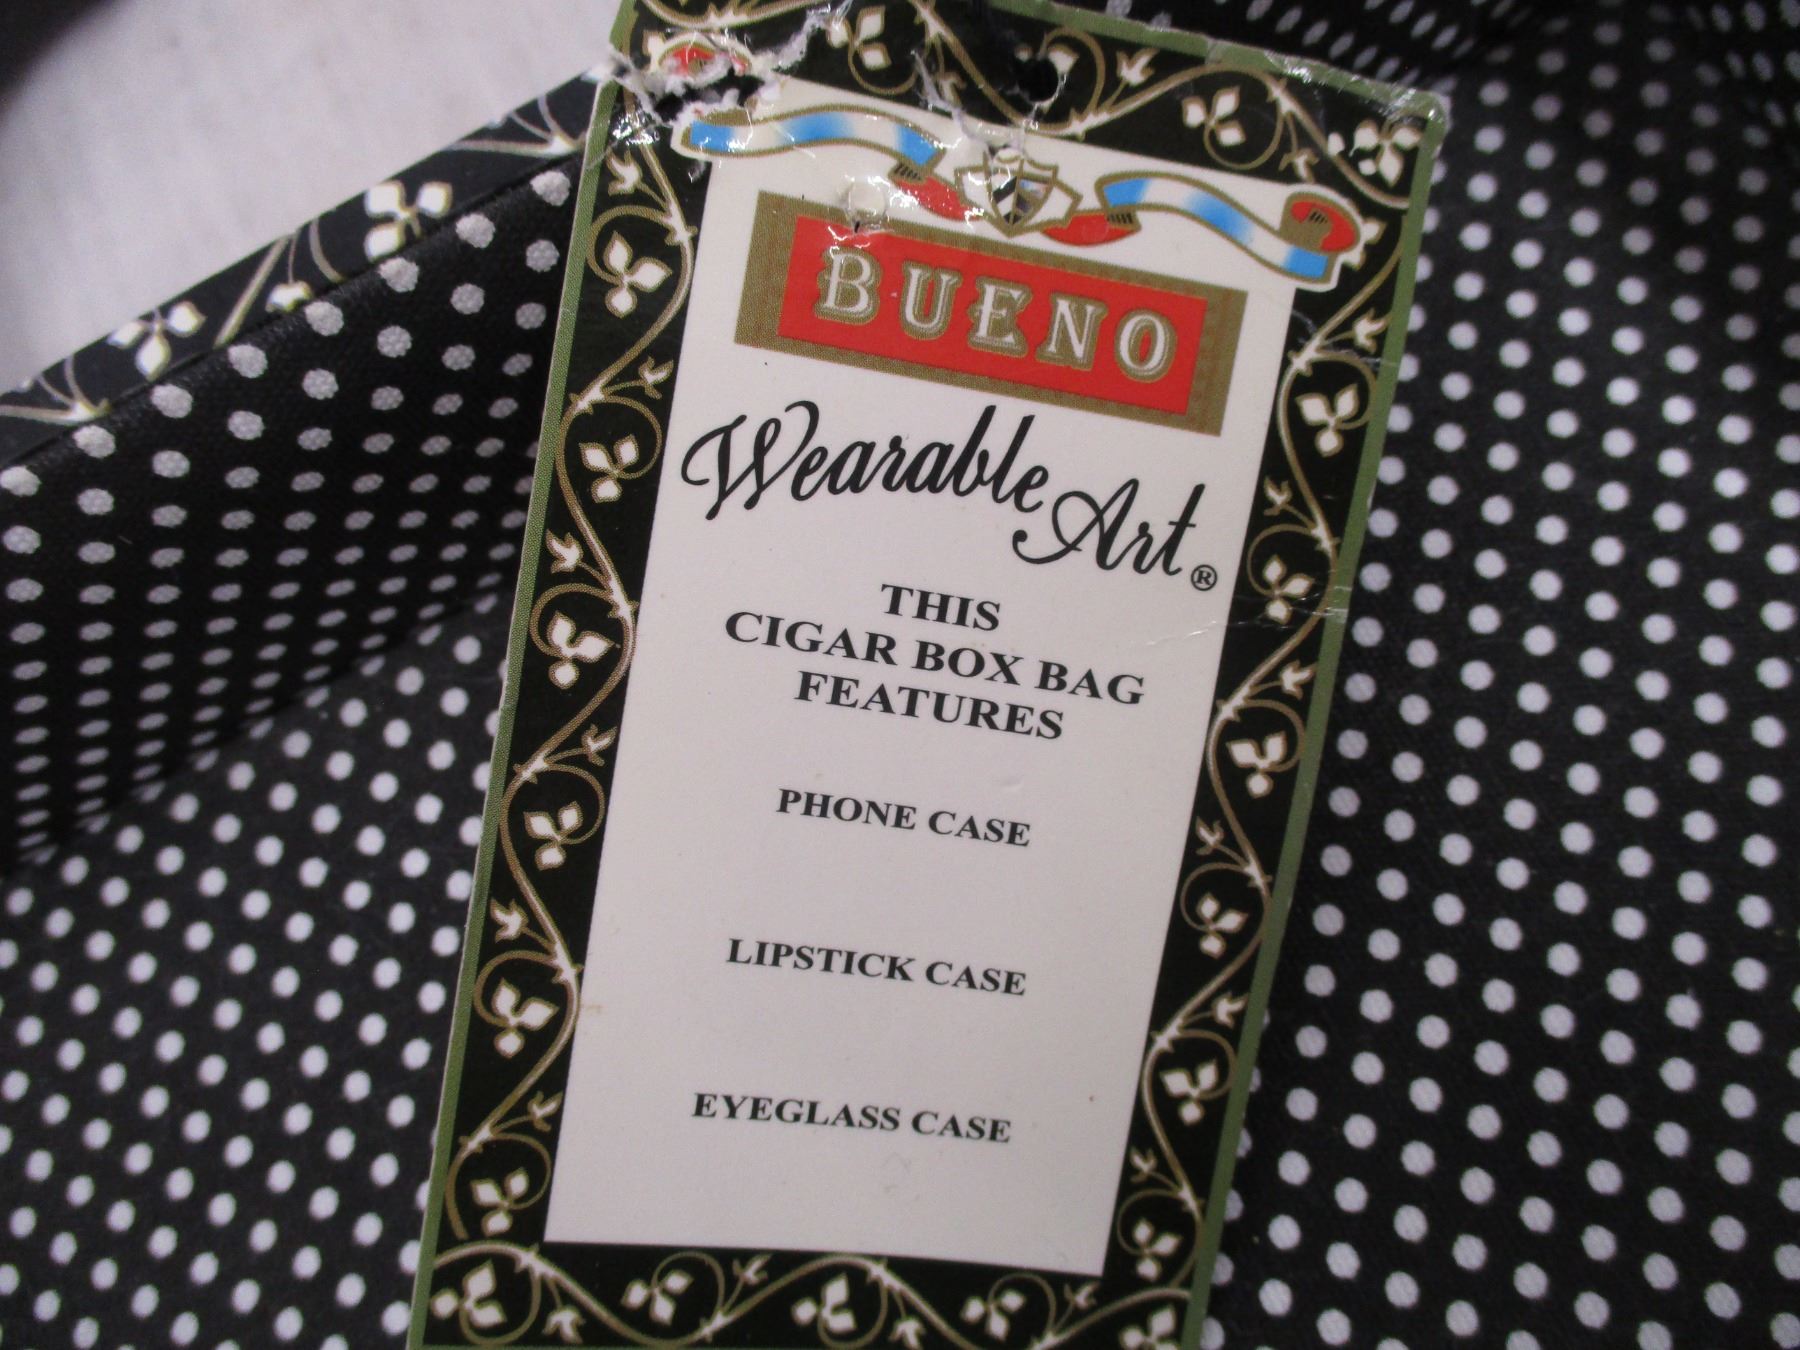 BUENO
Wearable Art®
THIS
CIGAR BOX BAG
FEATURES
PHONE CASE
LIPSTICK CASE
EYEGLASS CASE